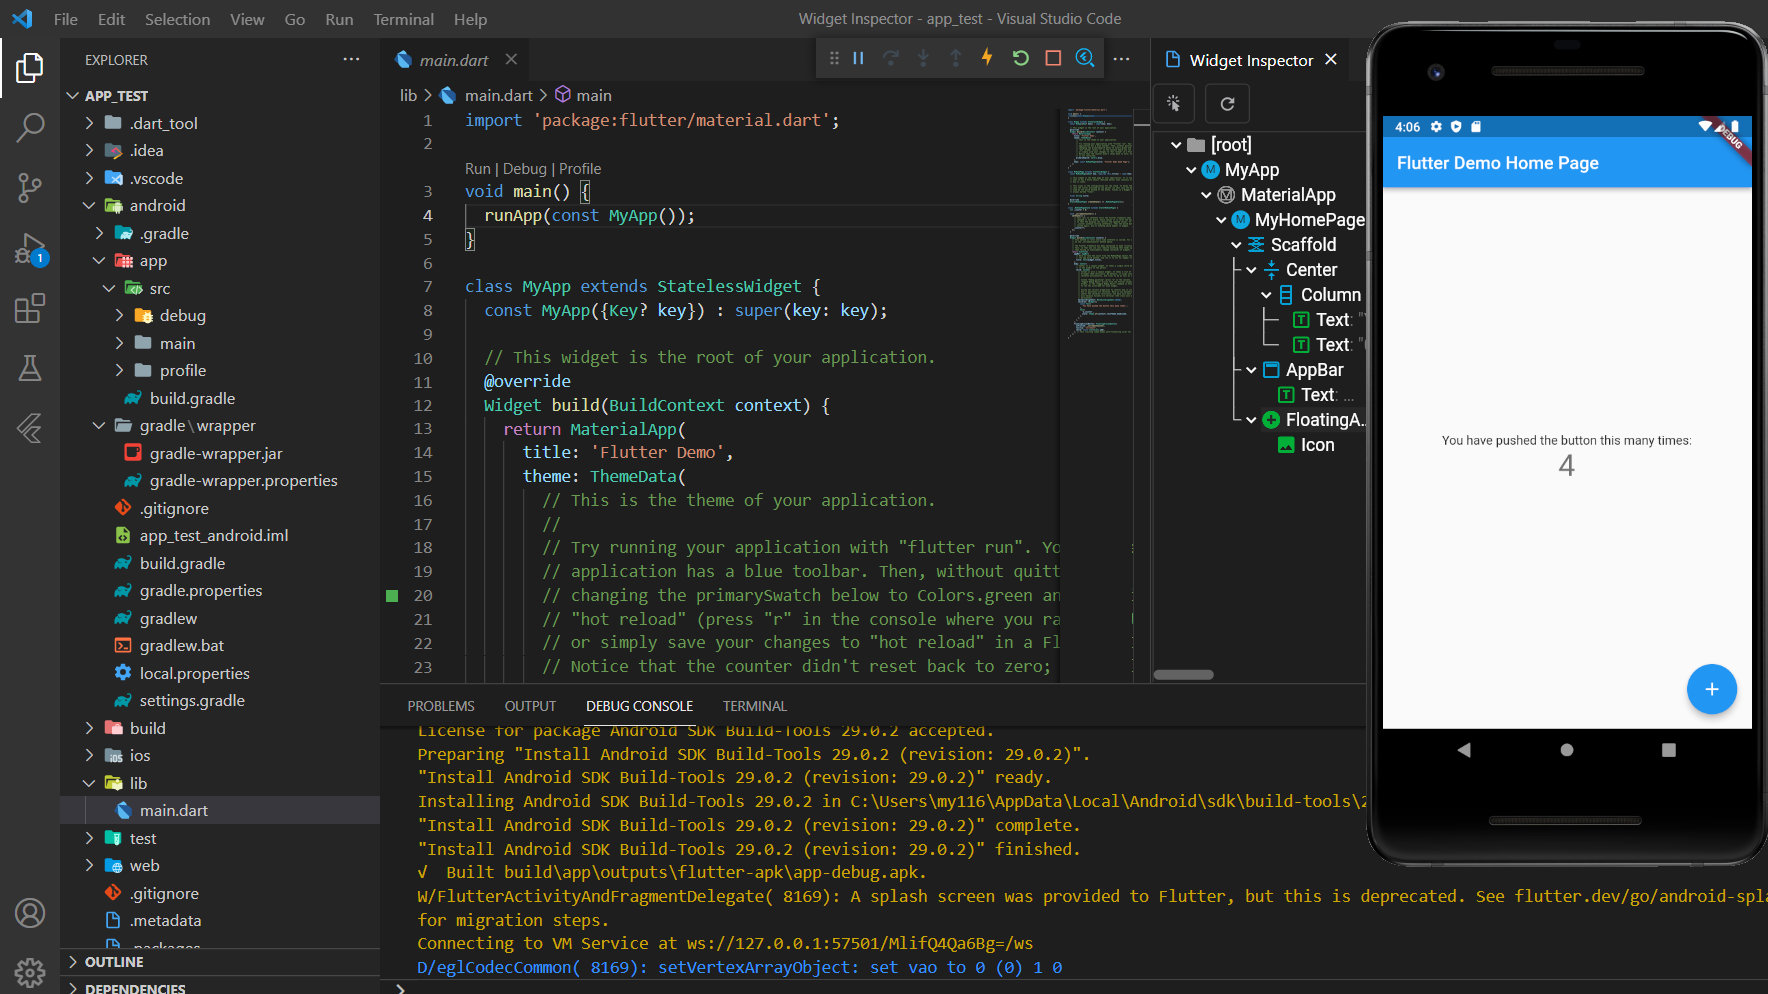 File Edit Selection View Go Run Terminal Help
Widget Inspector - app_test - Visual Studio Code
EXPLORER
APP_TEST
.dart_tool
.idea
.vscode
android
.gradle
app
src
debug
main
profile
build.gradle
gradle\wrapper
gradle-wrapper.jar
gradle-wrapper.properties
.gitignore
app_test_android.iml
build.gradle
gradle.properties
gradlew
gradlew.bat
local.properties
settings.gradle
build
ios
lib
main.dart
test
web
.gitignore
.metadata
.packages
OUTLINE
DEPENDENCIES
1
main.dart
lib > main.dart > main
1 import 'package:flutter/material.dart';
2
Run | Debug | Profile
3 void main() {
4 runApp(const MyApp());
5 }
6
7 class MyApp extends StatelessWidget {
8 const MyApp({Key? key}) : super(key: key);
9
10 // This widget is the root of your application.
11 @override
12 Widget build(BuildContext context) {
13 return MaterialApp(
14 title: 'Flutter Demo',
15 theme: ThemeData(
16 // This is the theme of your application.
17 //
18 // Try running your application with "flutter run". Yo
19 // application has a blue toolbar. Then, without quitt
20 // changing the primarySwatch below to Colors.green an
21 // "hot reload" (press "r" in the console where you ra
22 // or simply save your changes to "hot reload" in a Fl
23 // Notice that the counter didn't reset back to zero;
Widget Inspector
[root]
MyApp
MaterialApp
MyHomePage
Scaffold
Center
Column
Text: "Y
Text:
AppBar
Text: ...
FloatingA..
Icon
PROBLEMS OUTPUT DEBUG CONSOLE TERMINAL
License for package Android SDK Build-Tools 29.0.2 accepted.
Preparing "Install Android SDK Build-Tools 29.0.2 (revision: 29.0.2)".
"Install Android SDK Build-Tools 29.0.2 (revision: 29.0.2)" ready.
Installing Android SDK Build-Tools 29.0.2 in C:\Users\my116\AppData\Local\Android\sdk\build-tools\2
"Install Android SDK Build-Tools 29.0.2 (revision: 29.0.2)" complete.
"Install Android SDK Build-Tools 29.0.2 (revision: 29.0.2)" finished.
√ Built build\app\outputs\flutter-apk\app-debug.apk.
W/FlutterActivityAndFragmentDelegate( 8169): A splash screen was provided to Flutter, but this is deprecated. See flutter.dev/go/android-spla
for migration steps.
Connecting to VM Service at ws://127.0.0.1:57501/MlifQ4Qa6Bg=/ws
D/eglCodecCommon( 8169): setVertexArrayObject: set vao to 0 (0) 1 0
4:06
DEBUG
Flutter Demo Home Page
You have pushed the button this many times:
4